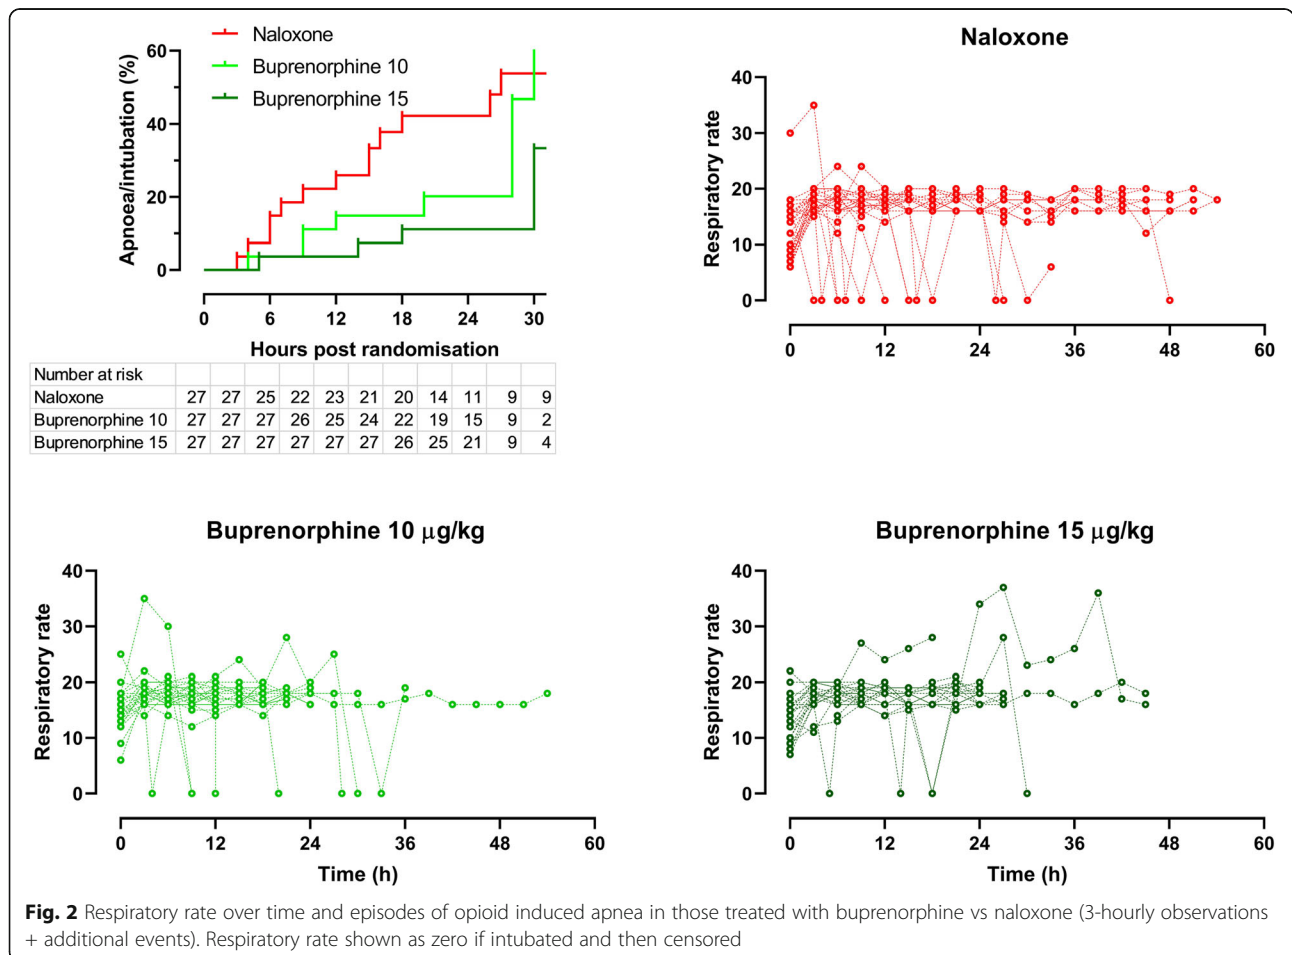 Naloxone
Buprenorphine 10
Buprenorphine 15
Apnoea/intubation (%)
60
40
20
0
0 6 12 18 24 30
Hours post randomisation
Number at risk
Naloxone 27 27 25 22 23 21 20 14 11 9 9
Buprenorphine 10 27 27 27 26 25 24 22 19 15 9 2
Buprenorphine 15 27 27 27 27 27 27 26 25 21 9 4
Naloxone
Respiratory rate
40
30
20
10
0
0 12 24 36 48 60
Buprenorphine 10 μg/kg
Respiratory rate
40
30
20
10
0
0 12 24 36 48 60
Time (h)
Buprenorphine 15 μg/kg
Respiratory rate
40
30
20
10
0
0 12 24 36 48 60
Time (h)
Fig. 2 Respiratory rate over time and episodes of opioid induced apnea in those treated with buprenorphine vs naloxone (3-hourly observations
+ additional events). Respiratory rate shown as zero if intubated and then censored